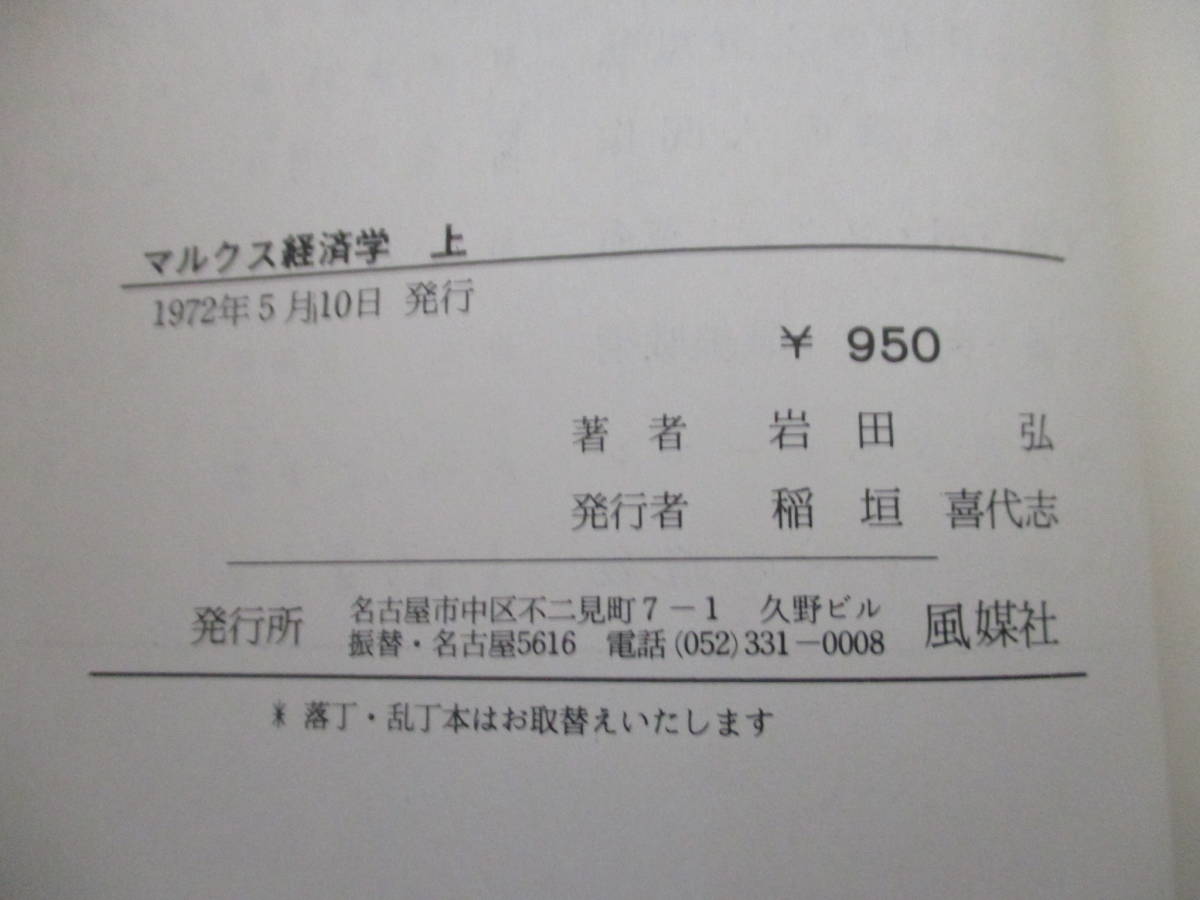 マルクス経済学　上
1972年5月10日 発行
¥ 950
著　者　岩　田　弘
発行者　稲　垣　喜代志
発行所　名古屋市中区不二見町7－1　久野ビル　風媒社
振替・名古屋5616　電話(052)331－0008
＊ 落丁・乱丁本はお取替えいたします